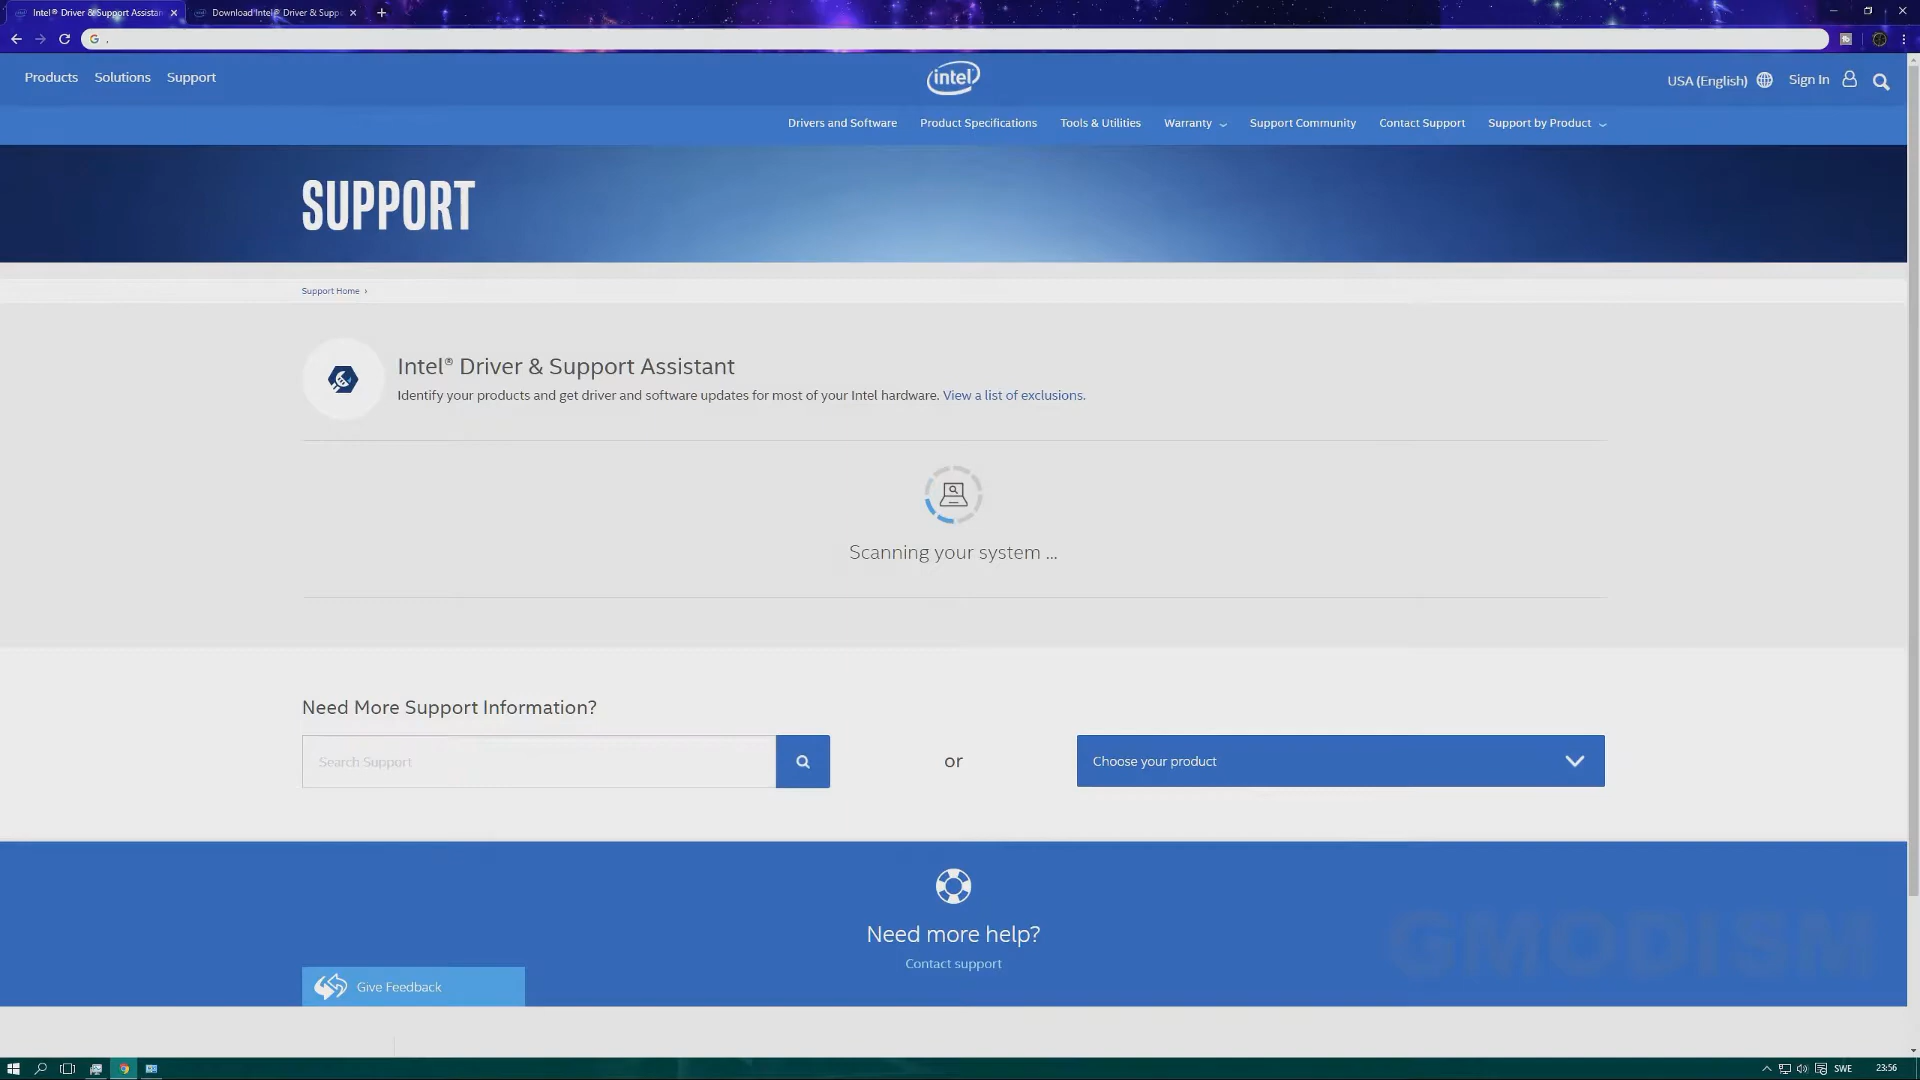 Intel® Driver & Support Assistan
Download Intel® Driver & Supp
Products Solutions Support
intel
USA (English) Sign In
Drivers and Software Product Specifications Tools & Utilities Warranty Support Community Contact Support Support by Product
SUPPORT
Support Home ›
Intel® Driver & Support Assistant
Identify your products and get driver and software updates for most of your Intel hardware. View a list of exclusions.
Scanning your system ...
Need More Support Information?
Search Support
or
Choose your product
Need more help?
Contact support
GMODISM
Give Feedback
SWE
23:56